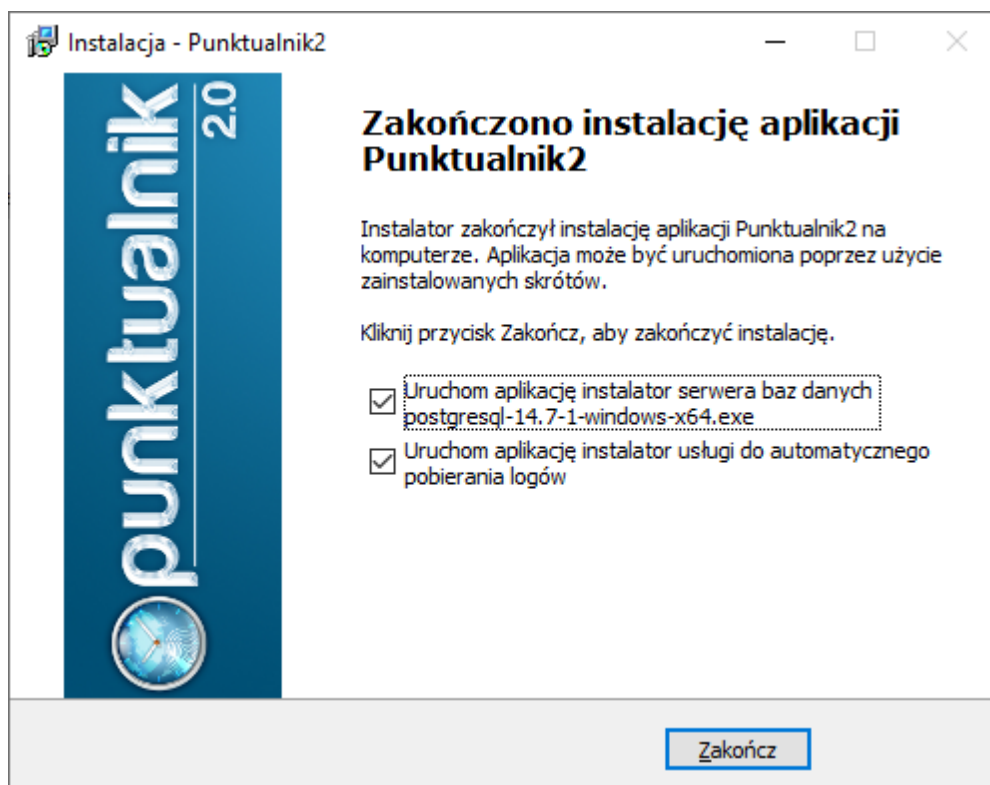 Instalacja - Punktualnik2
punktualnik
2.0
Zakończono instalację aplikacji
Punktualnik2
Instalator zakończył instalację aplikacji Punktualnik2 na
komputerze. Aplikacja może być uruchomiona poprzez użycie
zainstalowanych skrótów.
Kliknij przycisk Zakończ, aby zakończyć instalację.
Uruchom aplikację instalator serwera baz danych
postgresql-14.7-1-windows-x64.exe
Uruchom aplikację instalator usługi do automatycznego
pobierania logów
Zakończ